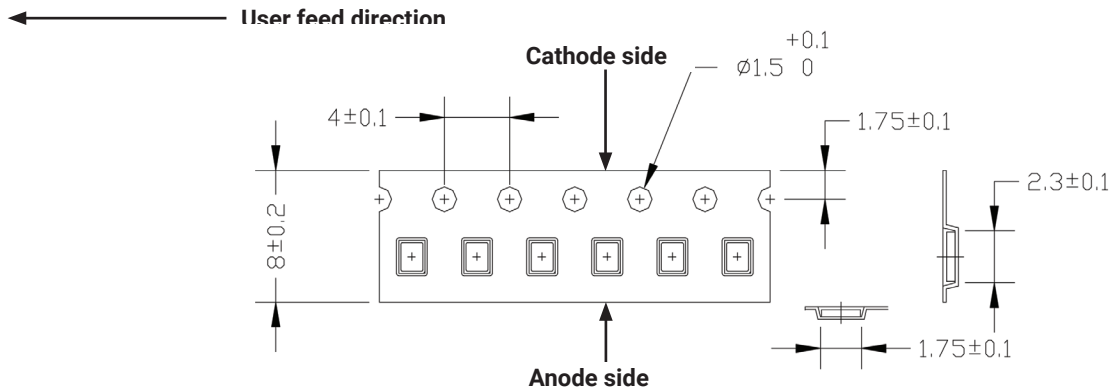 User feed direction
+0.1
Cathode side
ø1.5 0
4±0.1
1.75±0.1
2.3±0.1
8±0.2
1.75±0.1
Anode side